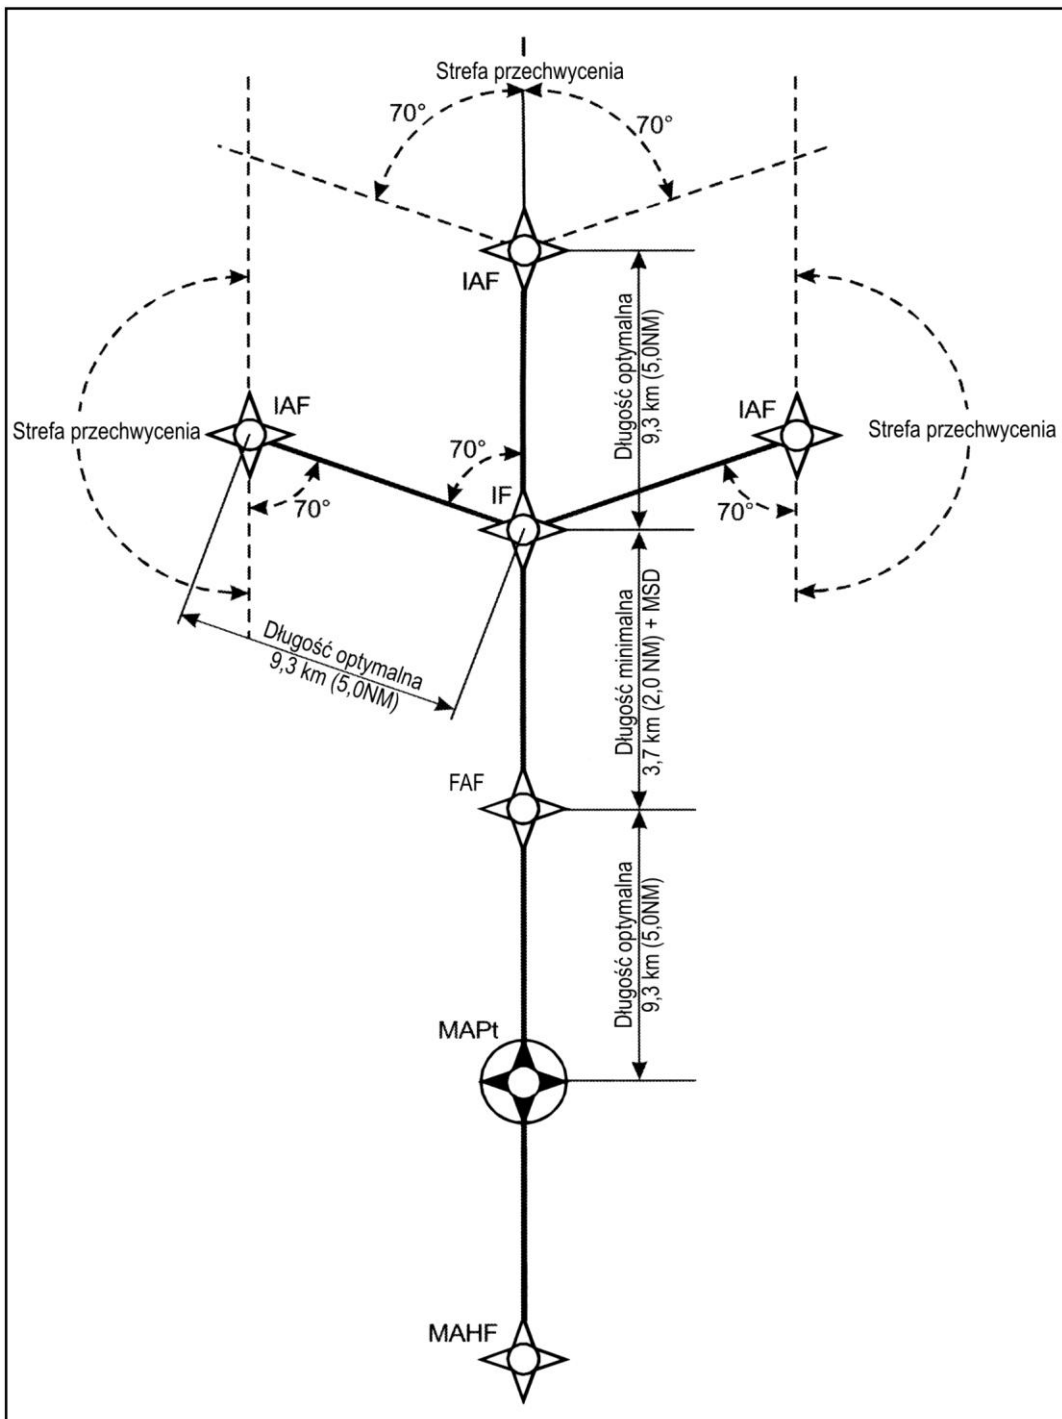 Strefa przechwycenia
70°
70°
IAF
Długość optymalna
9,3 km (5,0NM)
IAF
IAF
Strefa przechwycenia
Strefa przechwycenia
70°
IF
70°
70°
Długość optymalna
9,3 km (5,0NM)
Długość minimalna
3,7 km (2,0 NM) + MSD
FAF
Długość optymalna
9,3 km (5,0NM)
MAPt
MAHF